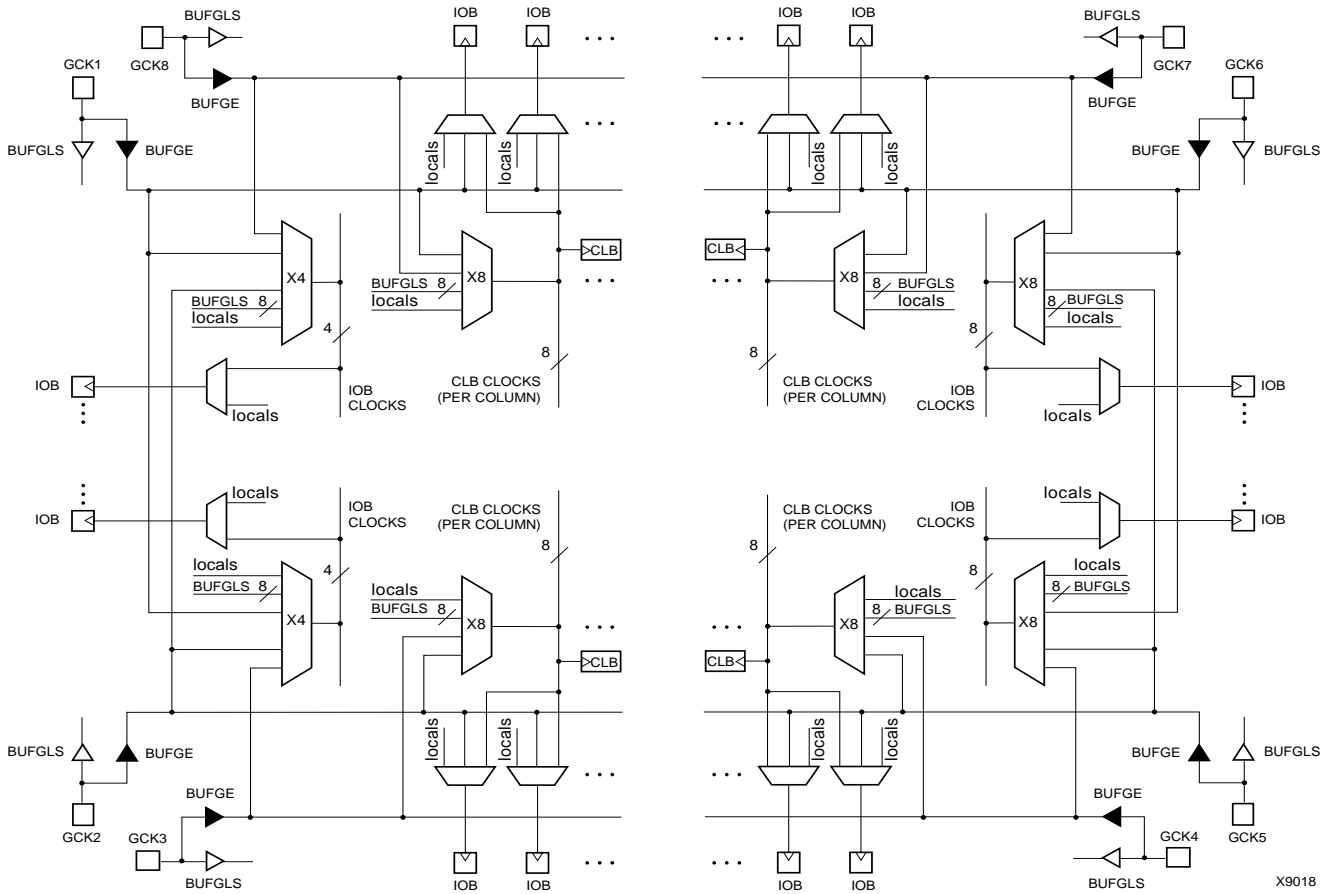 BUFGLS
IOB
IOB
IOB
IOB
BUFGLS
GCK8
GCK7
GCK1
GCK6
BUFGE
BUFGE
BUFGLS
BUFGE
locals
locals
locals
locals
BUFGE
BUFGLS
CLB
CLB
X4
X8
X8
X8
BUFGLS 8
locals
BUFGLS 8
locals
8 BUFGLS
locals
8 BUFGLS
locals
4
8
8
8
IOB
IOB
CLOCKS
CLB CLOCKS
(PER COLUMN)
CLB CLOCKS
(PER COLUMN)
IOB
CLOCKS
IOB
locals
locals
locals
locals
IOB
IOB
CLOCKS
CLB CLOCKS
(PER COLUMN)
CLB CLOCKS
(PER COLUMN)
IOB
CLOCKS
IOB
8
8
locals
BUFGLS 8
4
locals
BUFGLS 8
locals
8 BUFGLS
8
locals
8 BUFGLS
X4
X8
X8
X8
CLB
CLB
BUFGLS
BUFGE
locals
locals
locals
locals
BUFGE
BUFGLS
BUFGE
BUFGE
GCK2
GCK3
GCK4
GCK5
BUFGLS
IOB
IOB
IOB
IOB
BUFGLS
X9018